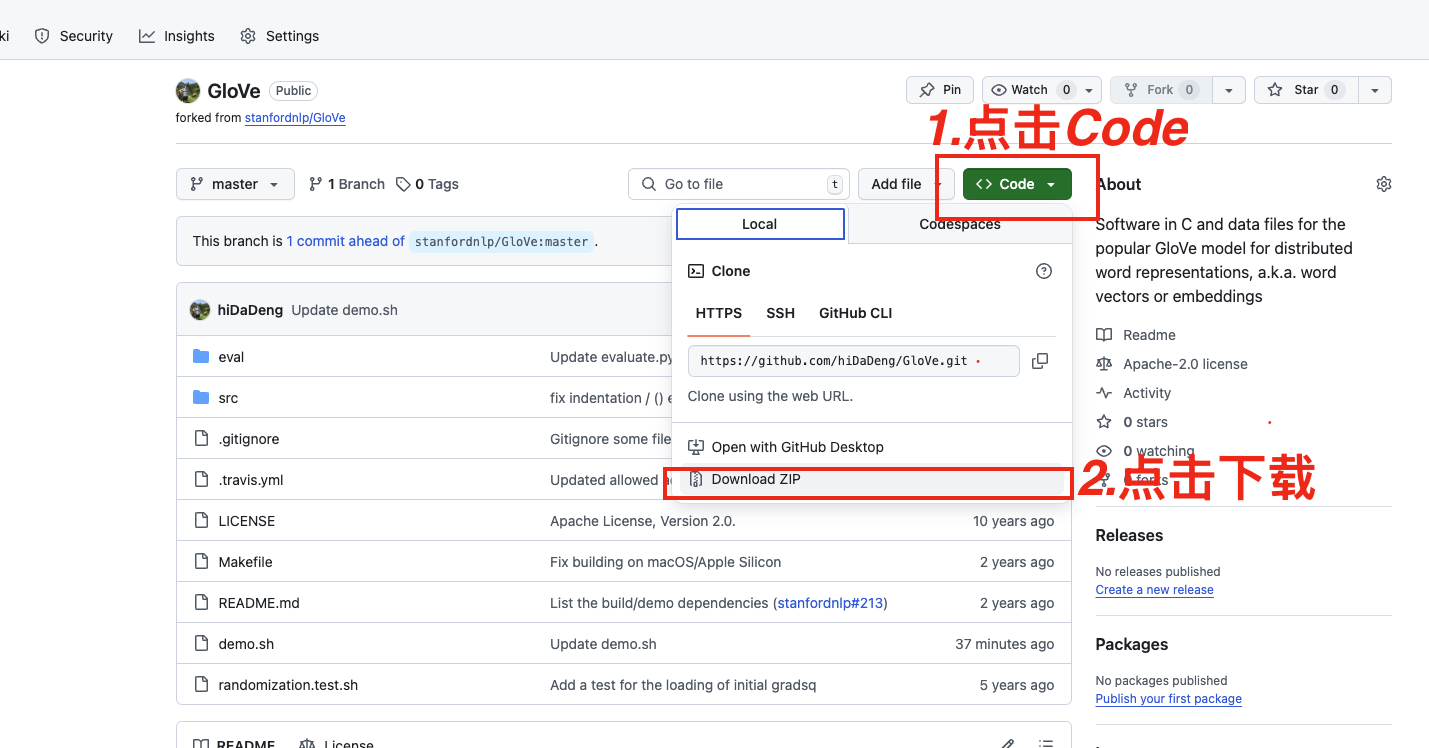 ki Security Insights Settings
GloVe Public Pin Watch 0 Fork 0 Star 0
forked from stanfordnlp/GloVe
1.点击Code
master 1 Branch 0 Tags Go to file t Add file Code About
Local Codespaces
Software in C and data files for the
popular GloVe model for distributed
word representations, a.k.a. word
vectors or embeddings
This branch is 1 commit ahead of stanfordnlp/GloVe:master .
Clone
hiDaDeng Update demo.sh
HTTPS SSH GitHub CLI
Readme
eval Update evaluate.py
https://github.com/hiDaDeng/GloVe.git
Apache-2.0 license
src fix indentation / () e
Clone using the web URL.
Activity
0 stars
.gitignore Gitignore some file
Open with GitHub Desktop
0 watching
.travis.yml Updated allowed
Download ZIP
2.点击下载
0 forks
LICENSE Apache License, Version 2.0. 10 years ago
Releases
Makefile Fix building on macOS/Apple Silicon 2 years ago
No releases published
Create a new release
README.md List the build/demo dependencies (stanfordnlp#213) 2 years ago
demo.sh Update demo.sh 37 minutes ago
Packages
randomization.test.sh Add a test for the loading of initial gradsq 5 years ago
No packages published
Publish your first package
README License